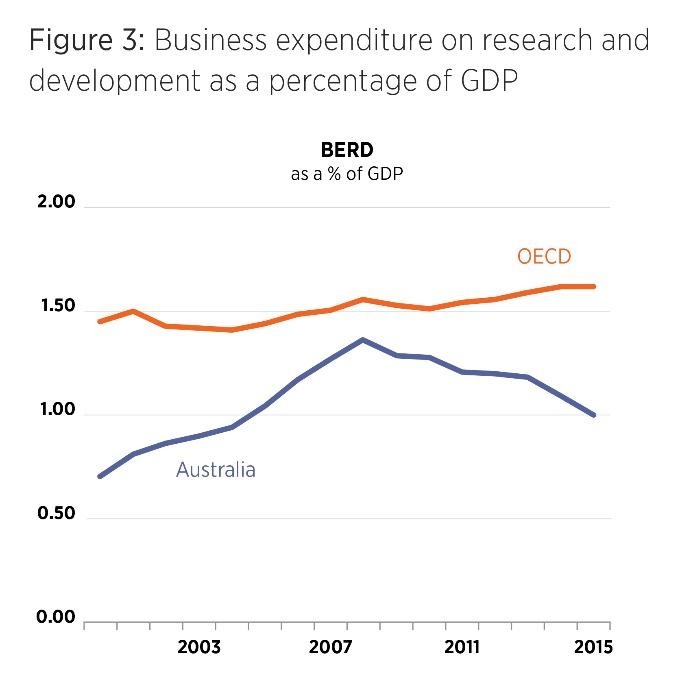 Figure 3: Business expenditure on research and
development as a percentage of GDP
BERD
as a % of GDP
2.00
OECD
1.50
1.00
Australia
0.50
0.00
2003 2007 2011 2015